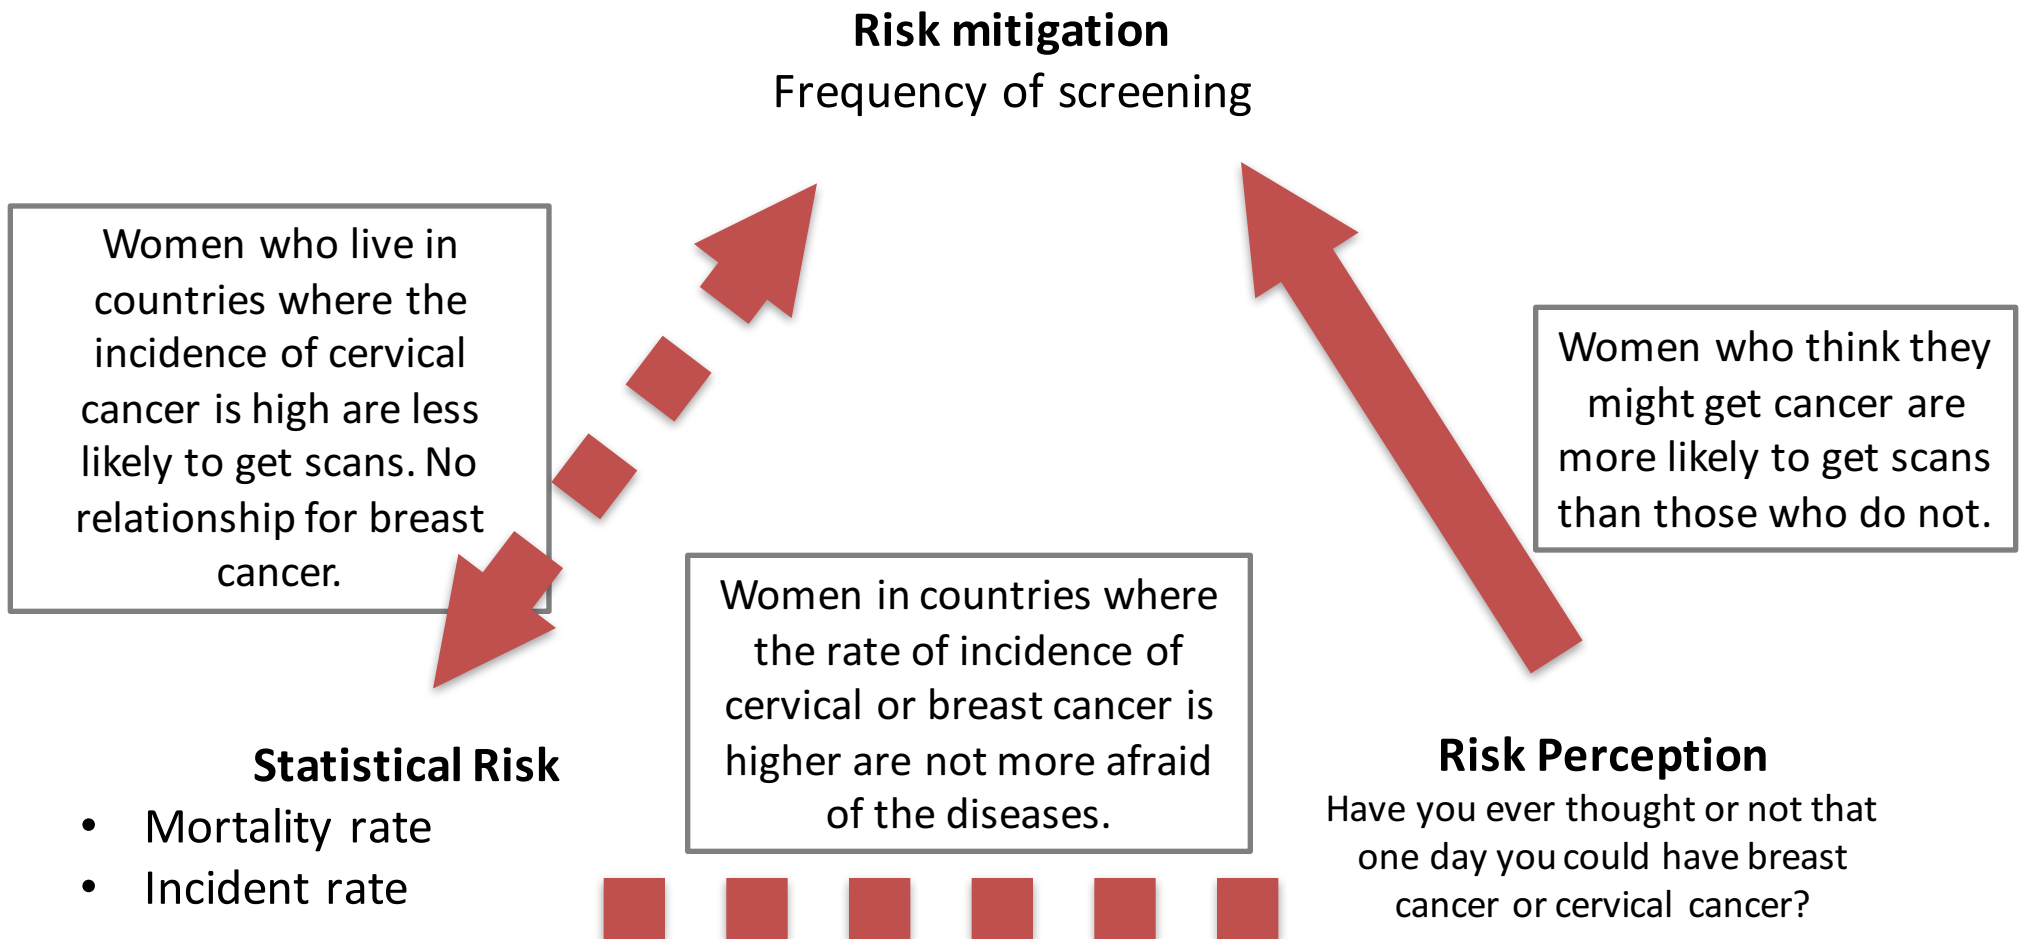 Risk mitigation
Frequency of screening
Women who live in
countries where the
incidence of cervical
cancer is high are less
likely to get scans. No
relationship for breast
cancer.
Women who think they
might get cancer are
more likely to get scans
than those who do not.
Women in countries where
the rate of incidence of
cervical or breast cancer is
higher are not more afraid
of the diseases.
Statistical Risk
• Mortality rate
• Incident rate
Risk Perception
Have you ever thought or not that
one day you could have breast
cancer or cervical cancer?